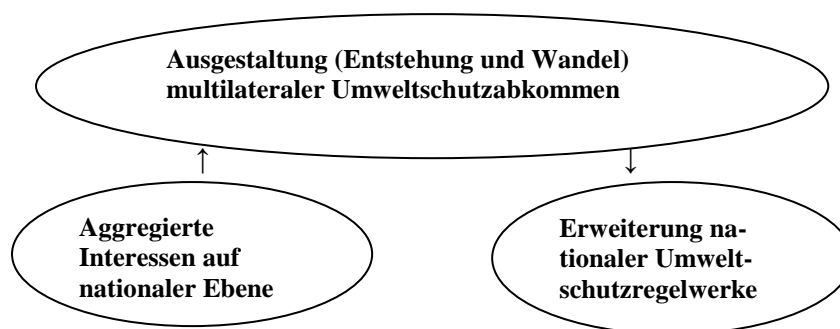 Ausgestaltung (Entstehung und Wandel)
multilateraler Umweltschutzabkommen
↑
↓
Aggregierte
Interessen auf
nationaler Ebene
Erweiterung na-
tionaler Umwelt-
schutzregelwerke